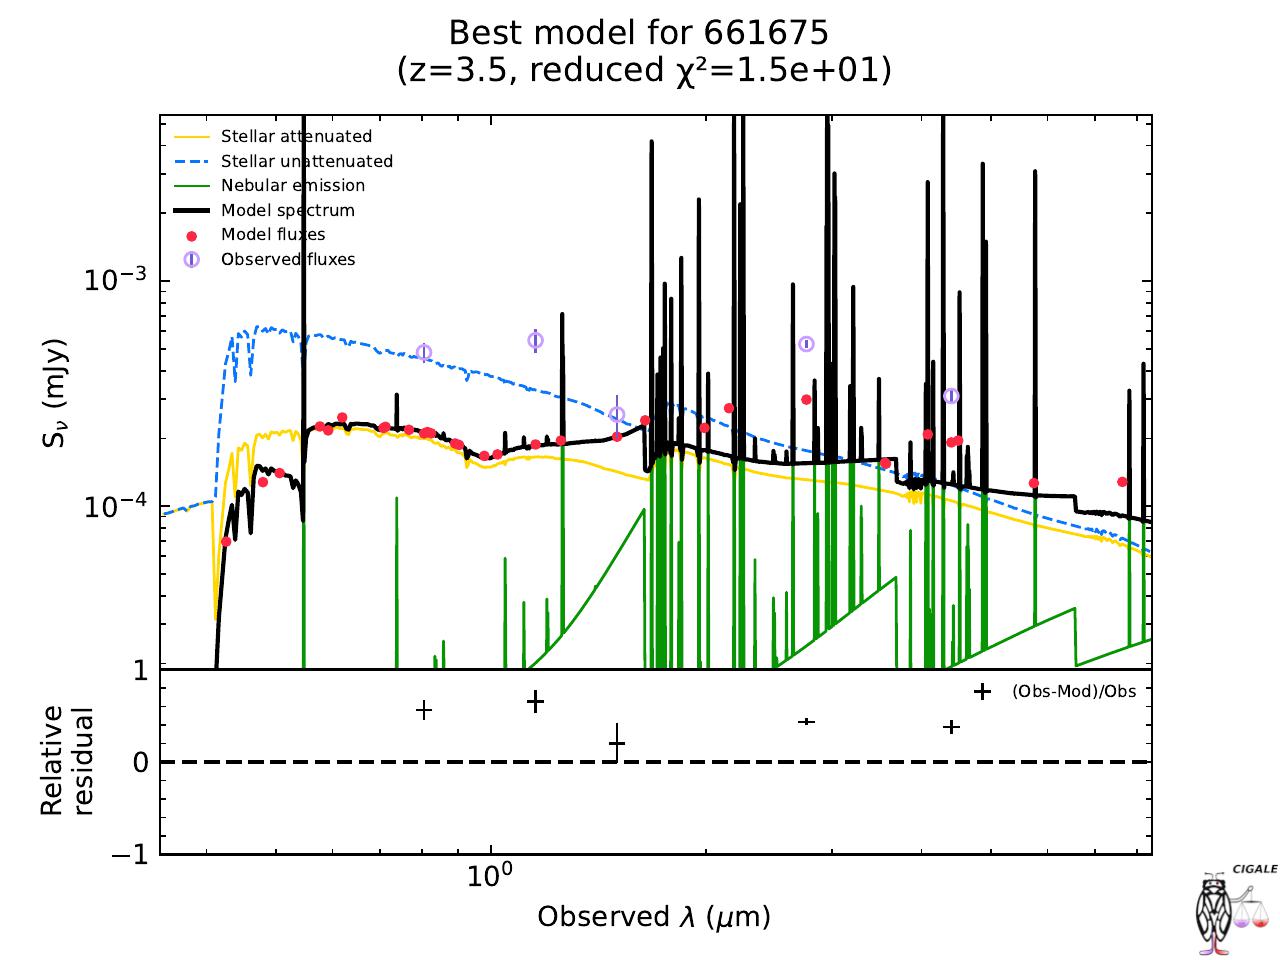 Best model for 661675
(z=3.5, reduced χ²=1.5e+01)
Stellar attenuated
Stellar unattenuated
Nebular emission
Model spectrum
Model fluxes
Observed fluxes
10⁻³
10⁻⁴
Sᵥ (mJy)
1
0
−1
Relative
residual
(Obs-Mod)/Obs
10⁰
Observed λ (μm)
CIGALE